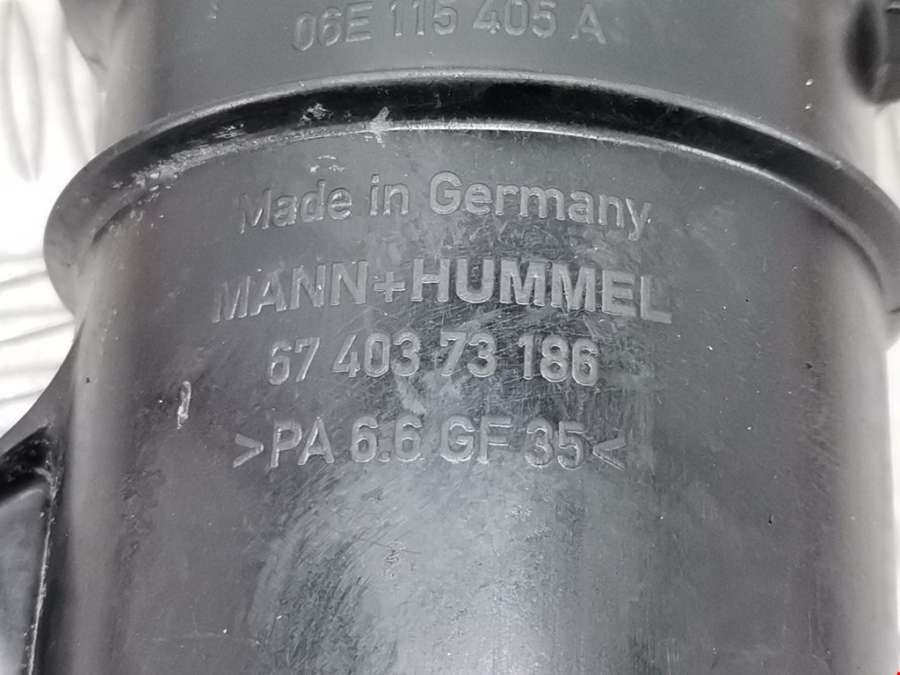 06E 115 405 A
Made in Germany
MANN+HUMMEL
67 403 73 186
>PA 6.6 GF 35<